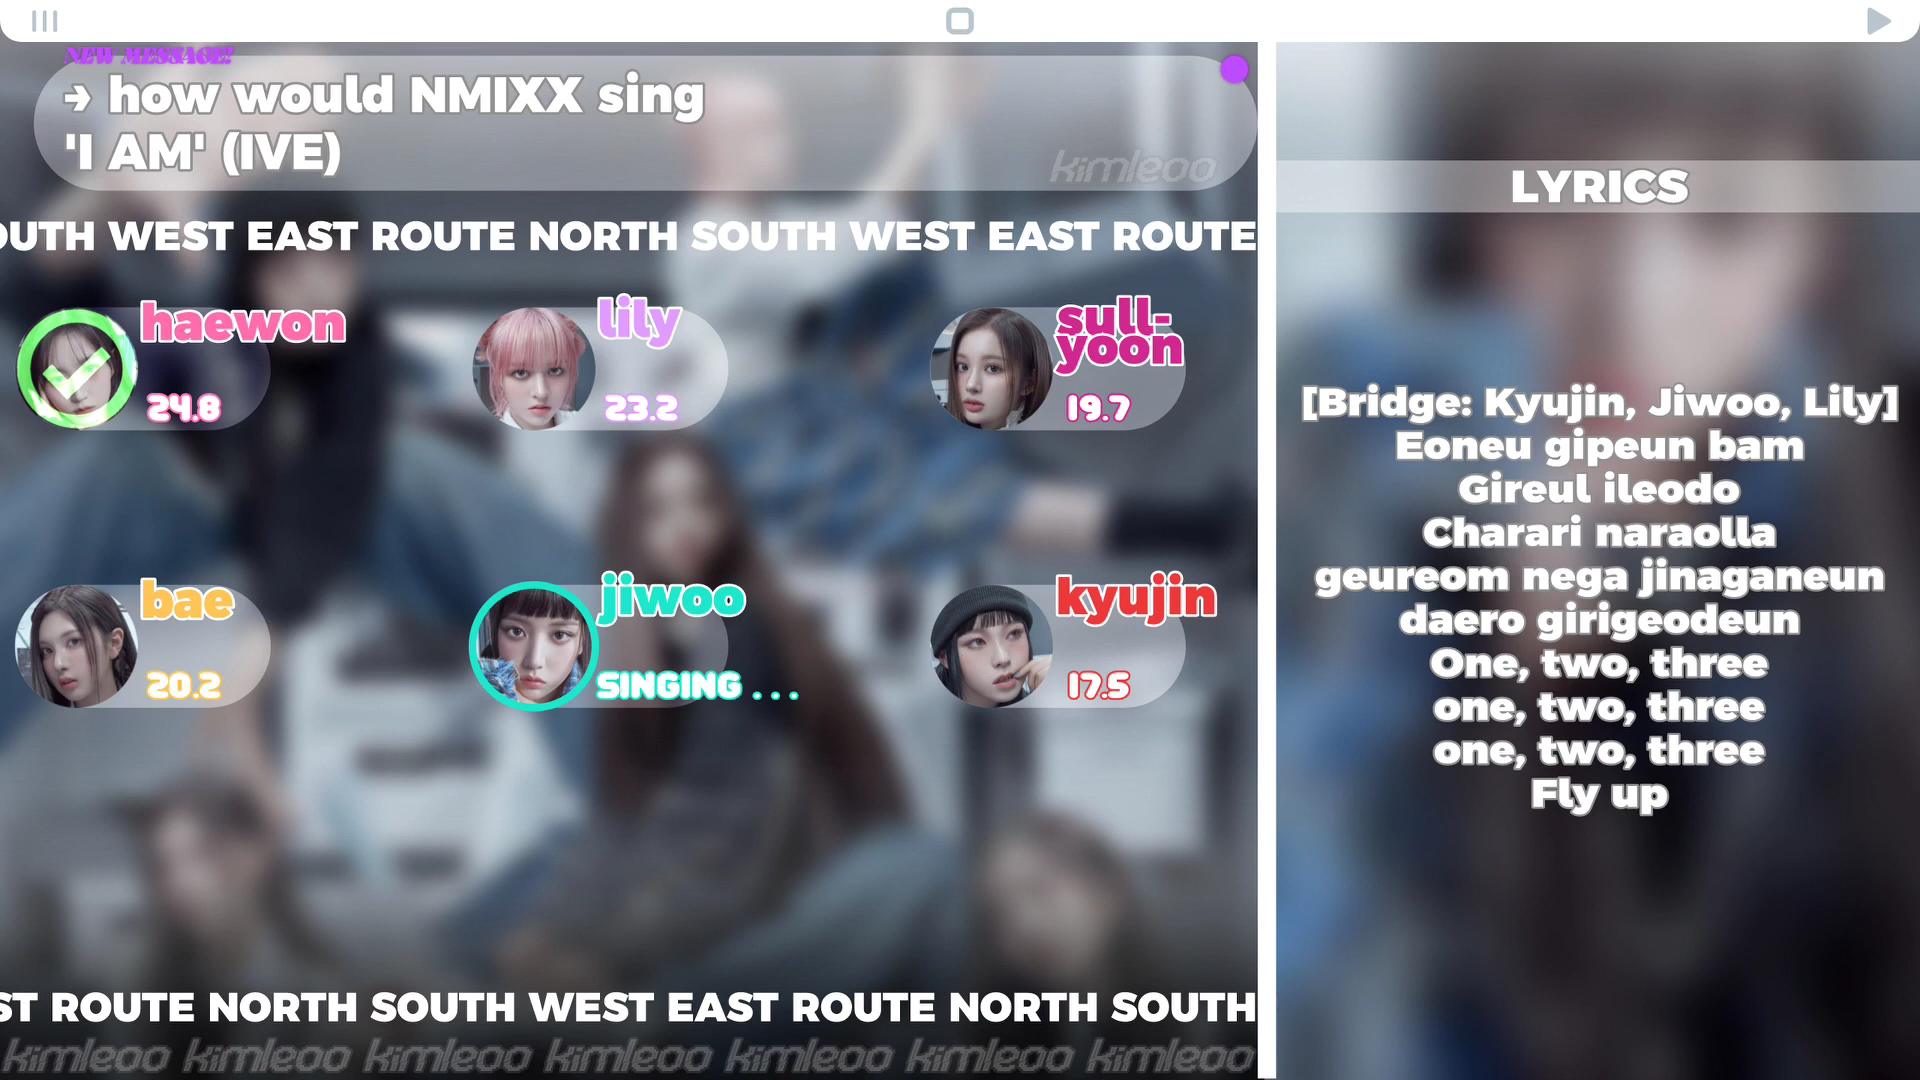 NEW MESSAGE!
→ how would NMIXX sing
'I AM' (IVE)
kimleoo
OUTH WEST EAST ROUTE NORTH SOUTH WEST EAST ROUTE
haewon
24.8
lily
23.2
sull-
yoon
19.7
bae
20.2
jiwoo
SINGING . . .
kyujin
17.5
ST ROUTE NORTH SOUTH WEST EAST ROUTE NORTH SOUTH
kimleoo kimleoo kimleoo kimleoo kimleoo kimleoo kimleoo
LYRICS
[Bridge: Kyujin, Jiwoo, Lily]
Eoneu gipeun bam
Gireul ileodo
Charari naraolla
geureom nega jinaganeun
daero girigeodeun
One, two, three
one, two, three
one, two, three
Fly up